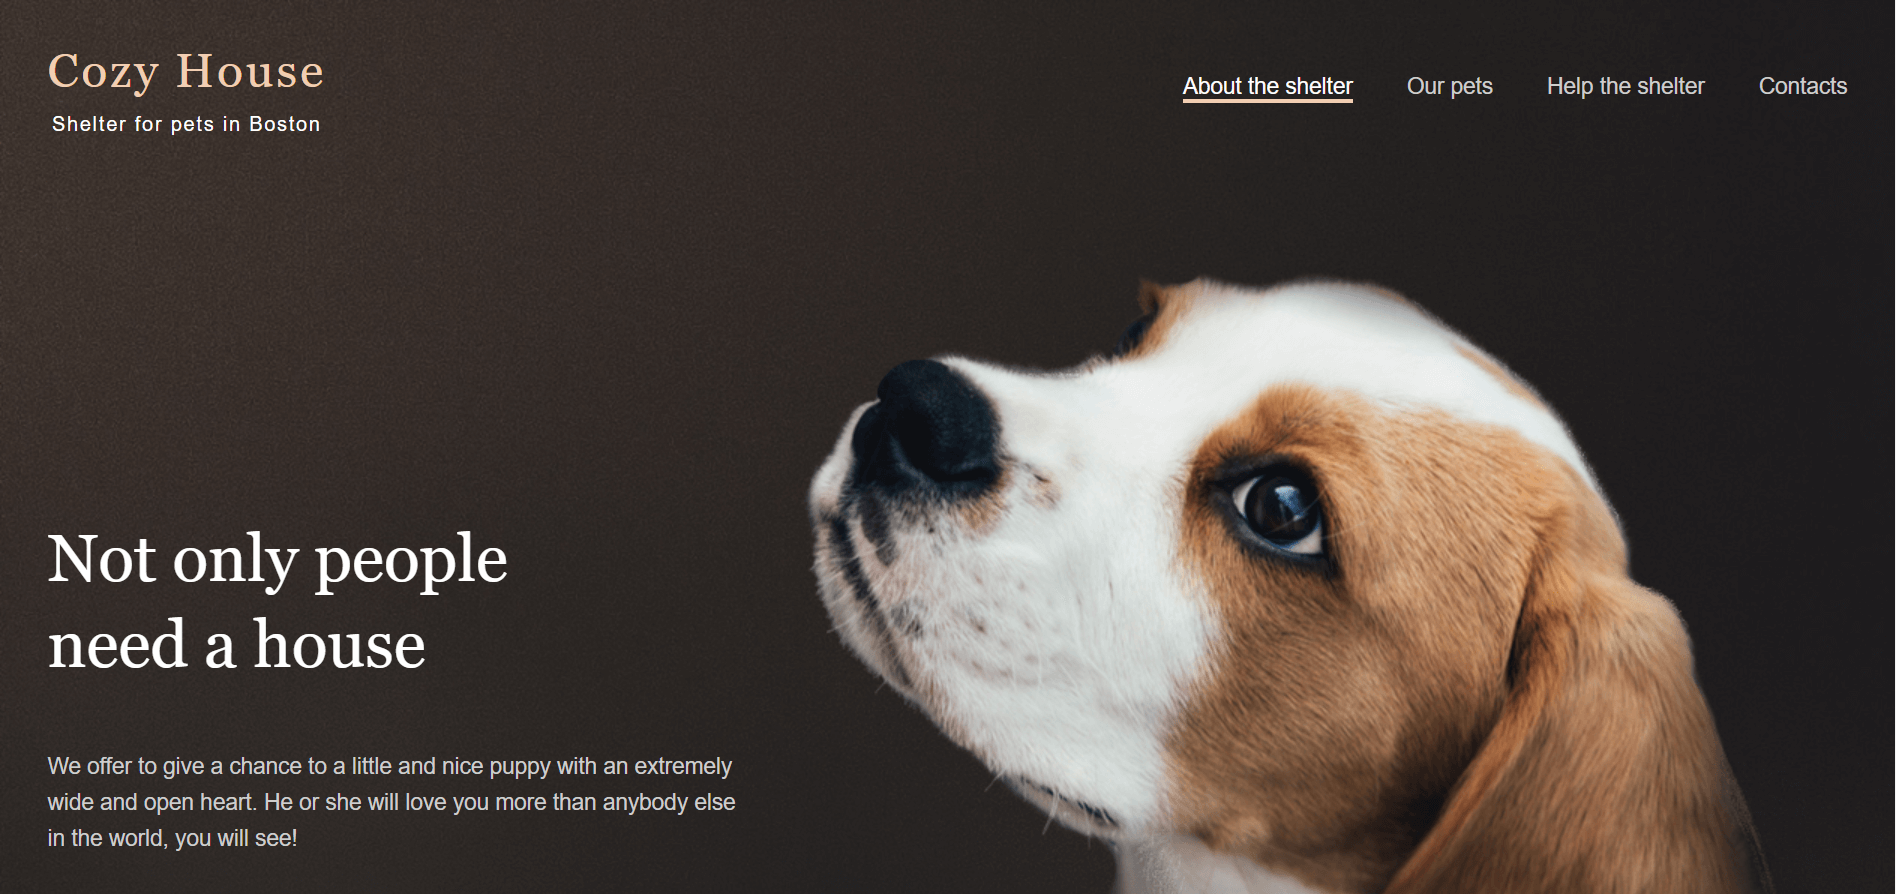 Cozy House
Shelter for pets in Boston
About the shelter
Our pets
Help the shelter
Contacts
Not only people
need a house
We offer to give a chance to a little and nice puppy with an extremely
wide and open heart. He or she will love you more than anybody else
in the world, you will see!